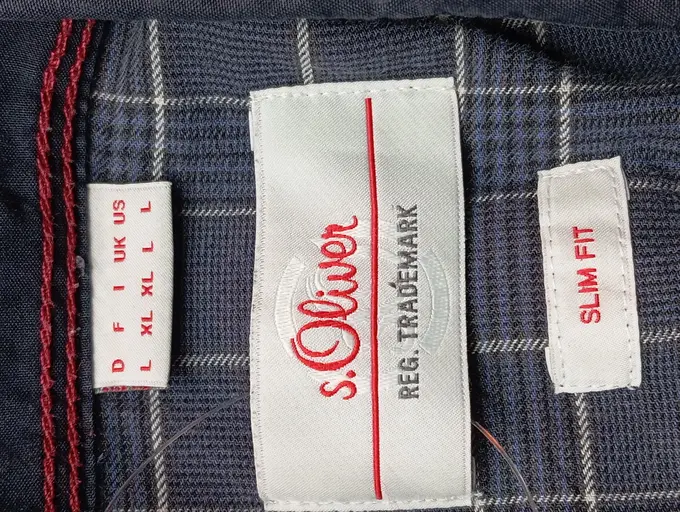 D F I UK US
L XL XL L L
s.Oliver
REG. TRADEMARK
SLIM FIT